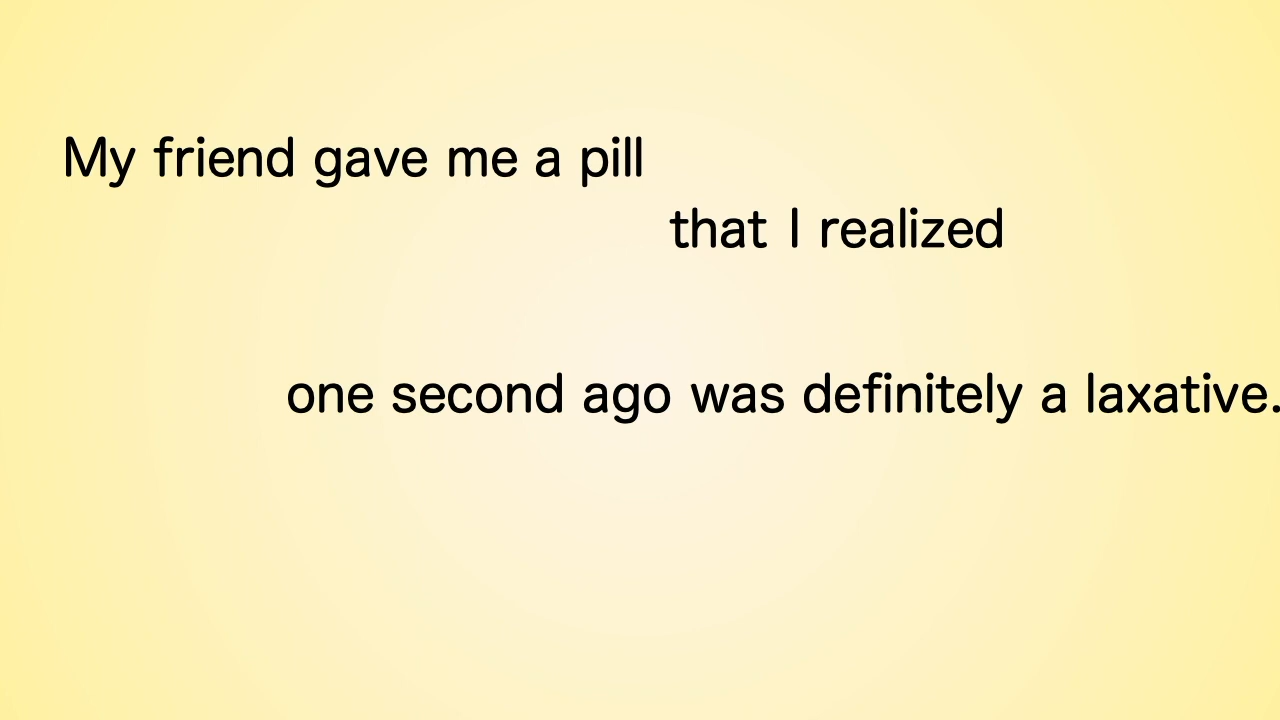 My friend gave me a pill
that I realized
one second ago was definitely a laxative.